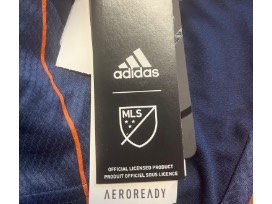 adidas
MLS
OFFICIAL LICENSED PRODUCT
PRODUIT OFFICIEL SOUS LICENCE
AEROREADY